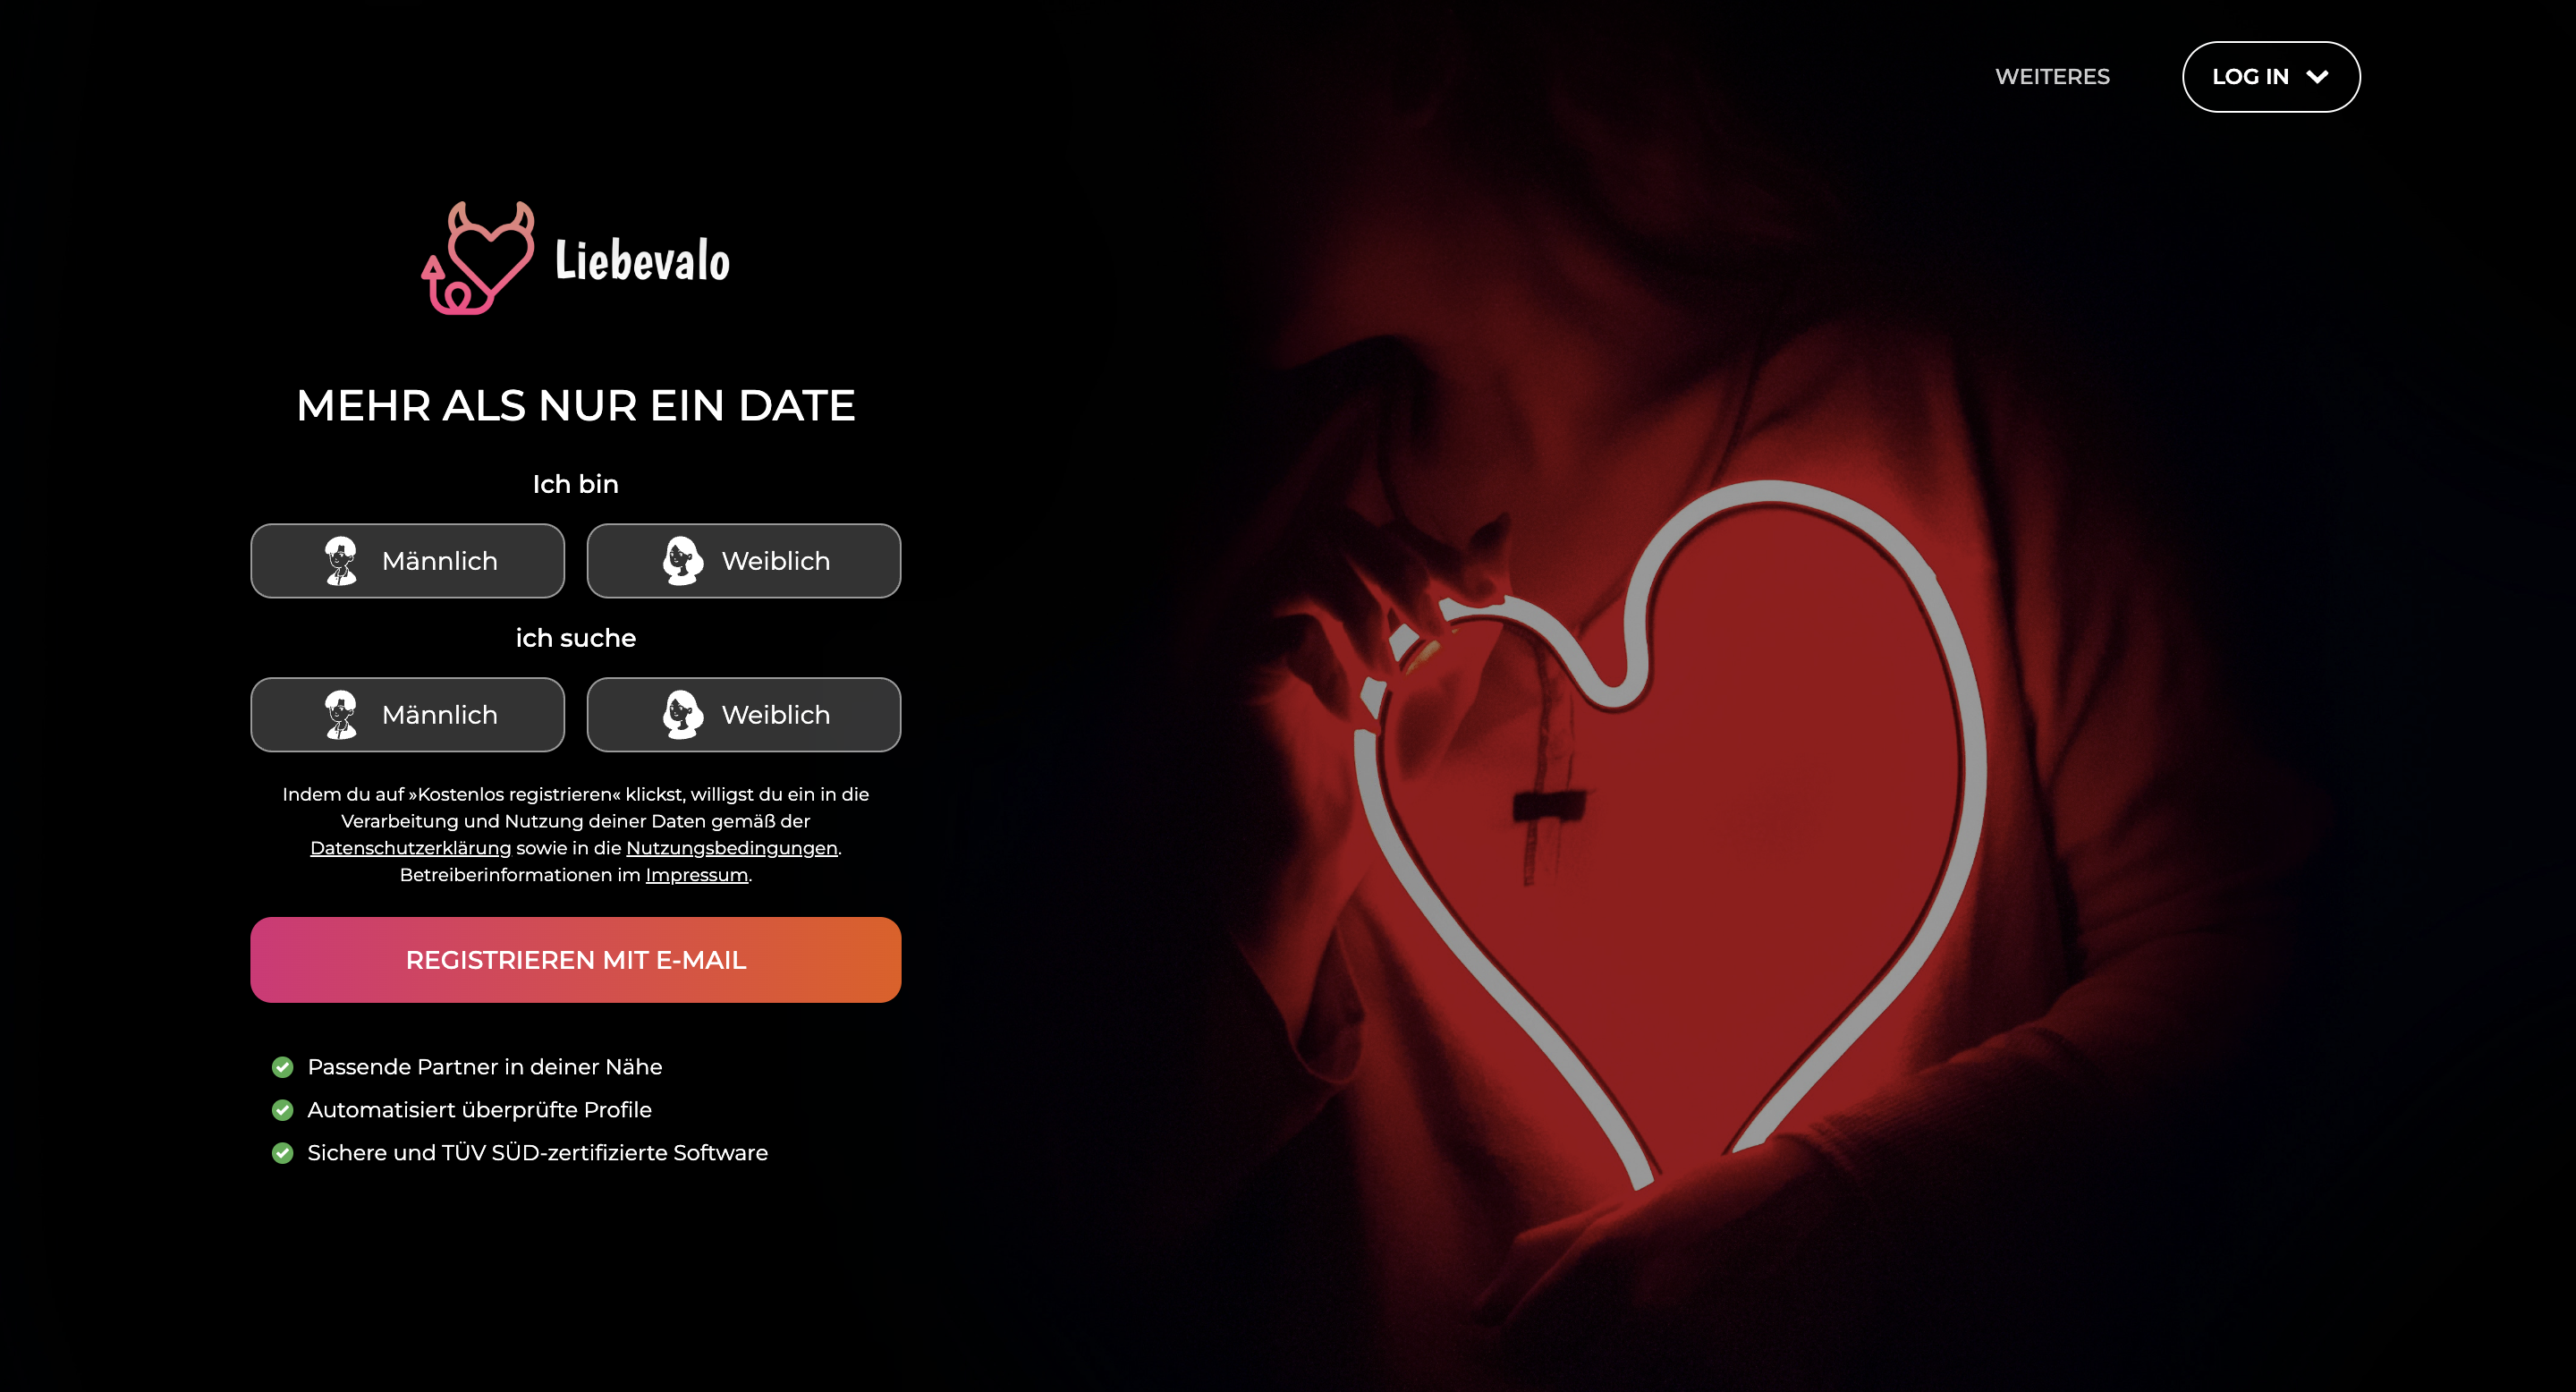 WEITERES
LOG IN
Liebevalo
MEHR ALS NUR EIN DATE
Ich bin
Männlich
Weiblich
ich suche
Männlich
Weiblich
Indem du auf »Kostenlos registrieren« klickst, willigst du ein in die
Verarbeitung und Nutzung deiner Daten gemäß der
Datenschutzerklärung sowie in die Nutzungsbedingungen.
Betreiberinformationen im Impressum.
REGISTRIEREN MIT E-MAIL
Passende Partner in deiner Nähe
Automatisiert überprüfte Profile
Sichere und TÜV SÜD-zertifizierte Software